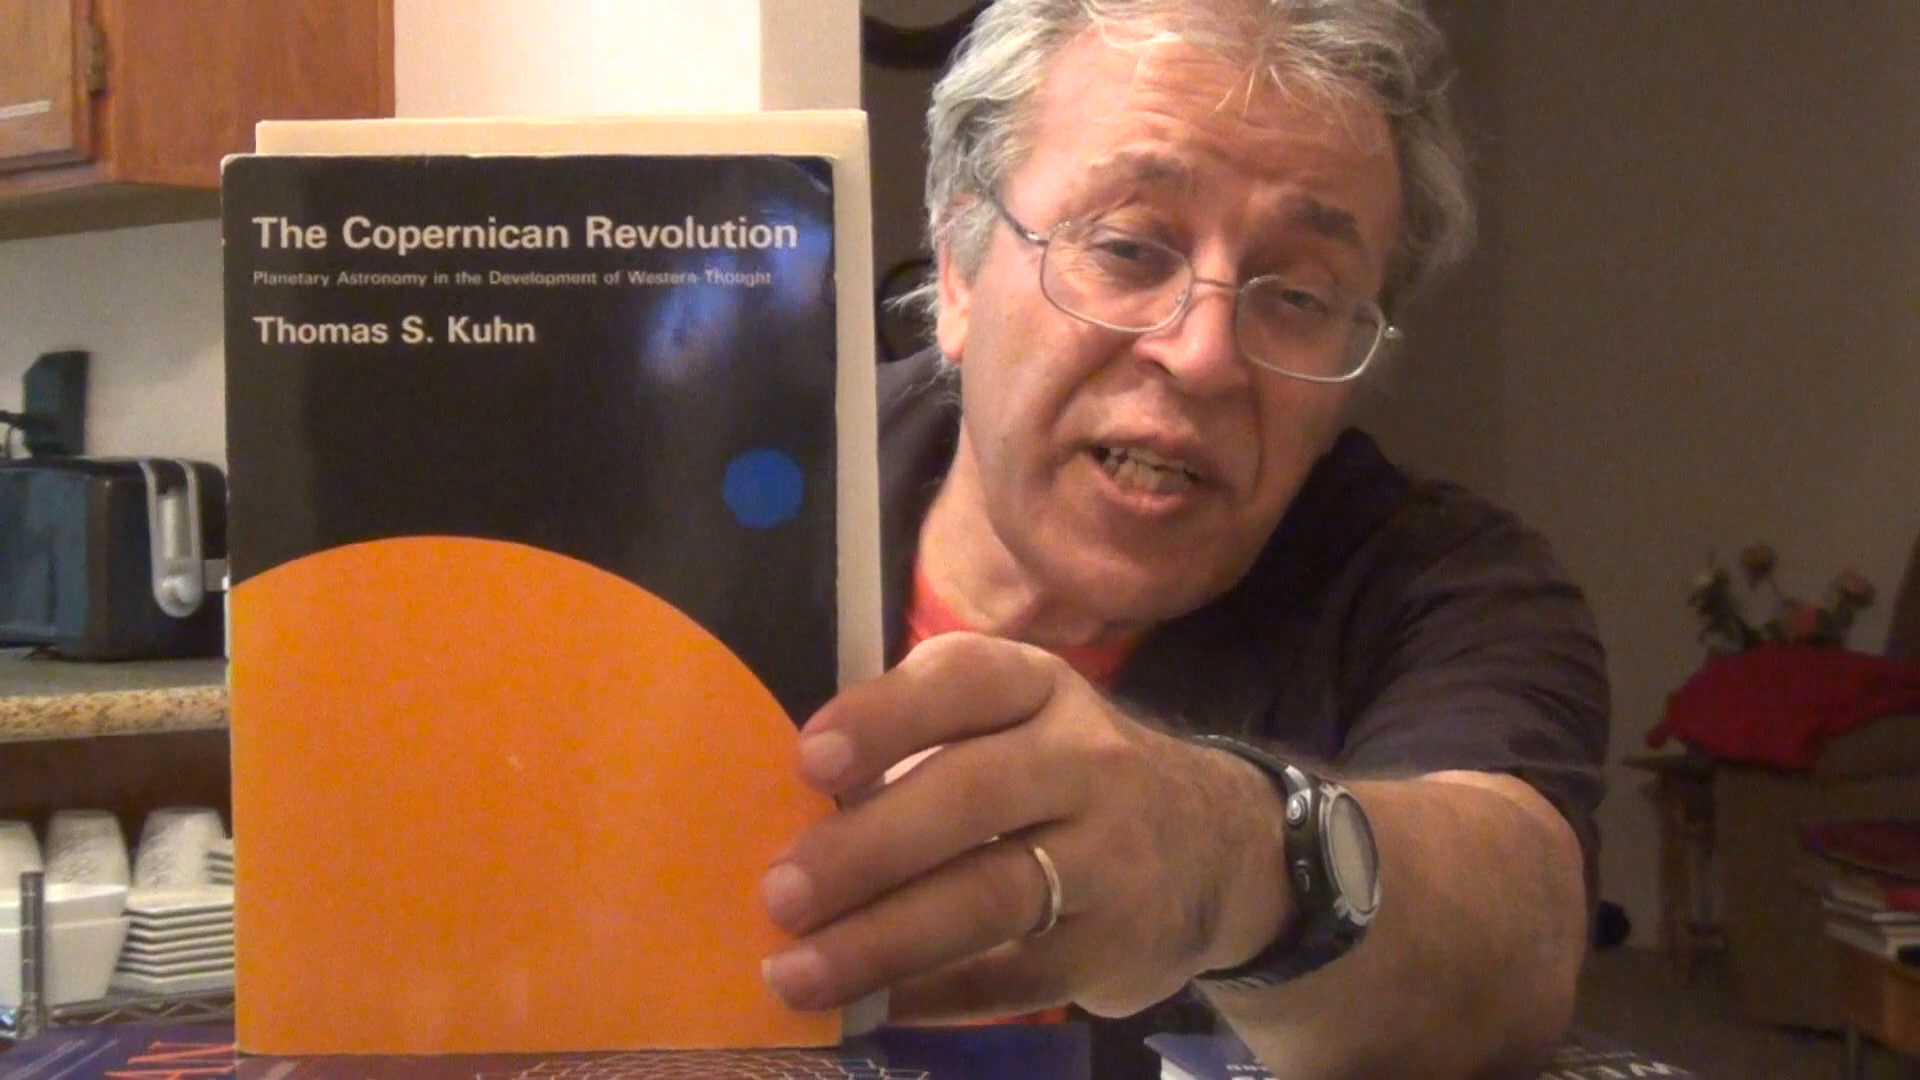 The Copernican Revolution
Planetary Astronomy in the Development of Western Thought
Thomas S. Kuhn